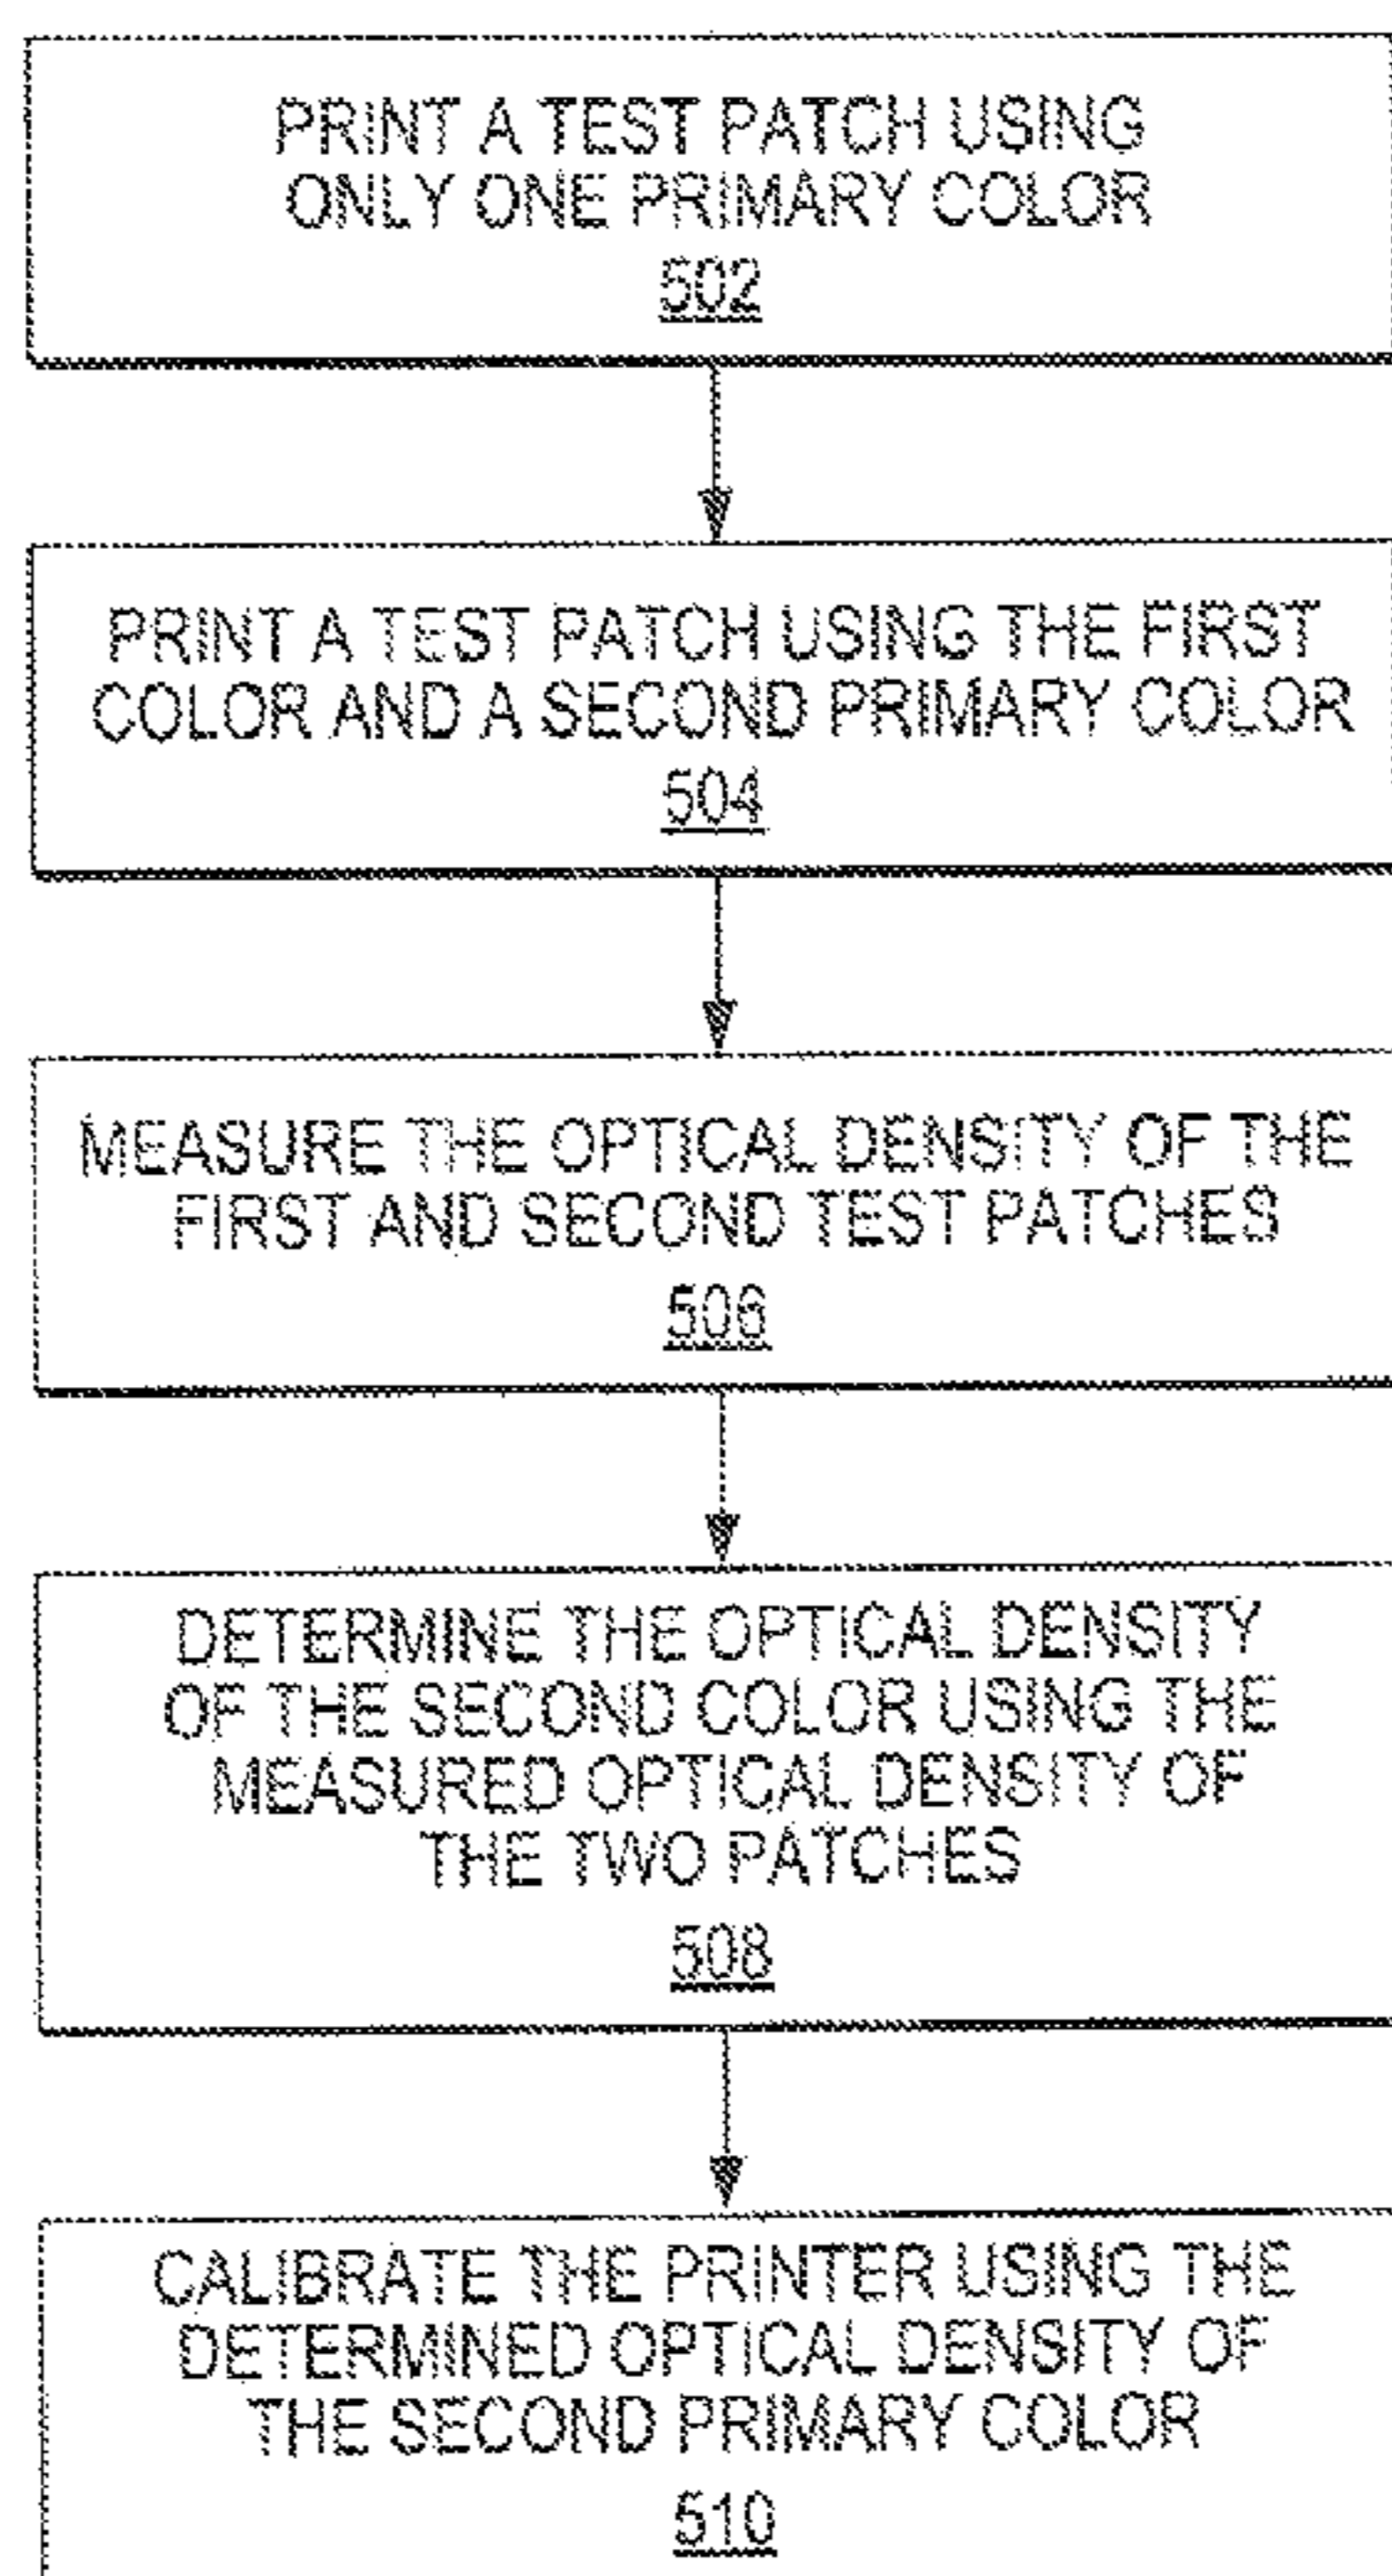 PRINT A TEST PATCH USING
ONLY ONE PRIMARY COLOR
502
PRINT A TEST PATCH USING THE FIRST
COLOR AND A SECOND PRIMARY COLOR
504
MEASURE THE OPTICAL DENSITY OF THE
FIRST AND SECOND TEST PATCHES
506
DETERMINE THE OPTICAL DENSITY
OF THE SECOND COLOR USING THE
MEASURED OPTICAL DENSITY OF
THE TWO PATCHES
508
CALIBRATE THE PRINTER USING THE
DETERMINED OPTICAL DENSITY OF
THE SECOND PRIMARY COLOR
510